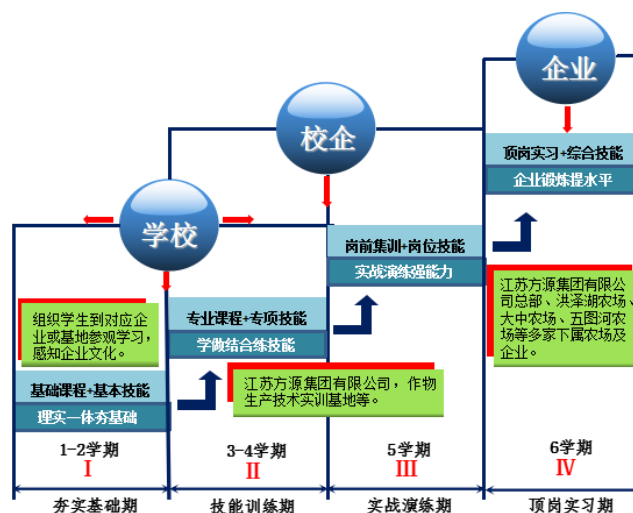 企业
校企
顶岗实习+综合技能
企业锻炼提水平
学校
岗前集训+岗位技能
实战演练强能力
江苏方源集团有限公
司总部、洪泽湖农场、
大中农场、五图河农
场等多家下属农场及
企业。
组织学生到对应企
业或基地参观学习，
感知企业文化。
专业课程+专项技能
学做结合练技能
基础课程+基本技能
理实一体夯基础
江苏方源集团有限公司，作物
生产技术实训基地等。
1-2学期
I
3-4学期
II
5学期
III
6学期
IV
夯实基础期
技能训练期
实战演练期
顶岗实习期